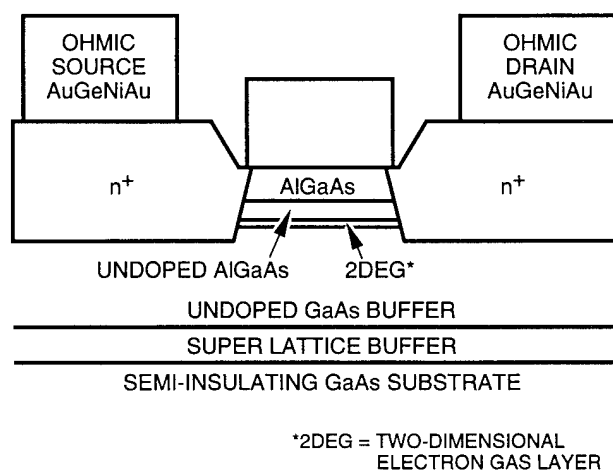 OHMIC
SOURCE
AuGeNiAu
OHMIC
DRAIN
AuGeNiAu
n+
AlGaAs
n+
UNDOPED AlGaAs
2DEG*
UNDOPED GaAs BUFFER
SUPER LATTICE BUFFER
SEMI-INSULATING GaAs SUBSTRATE
*2DEG = TWO-DIMENSIONAL
ELECTRON GAS LAYER